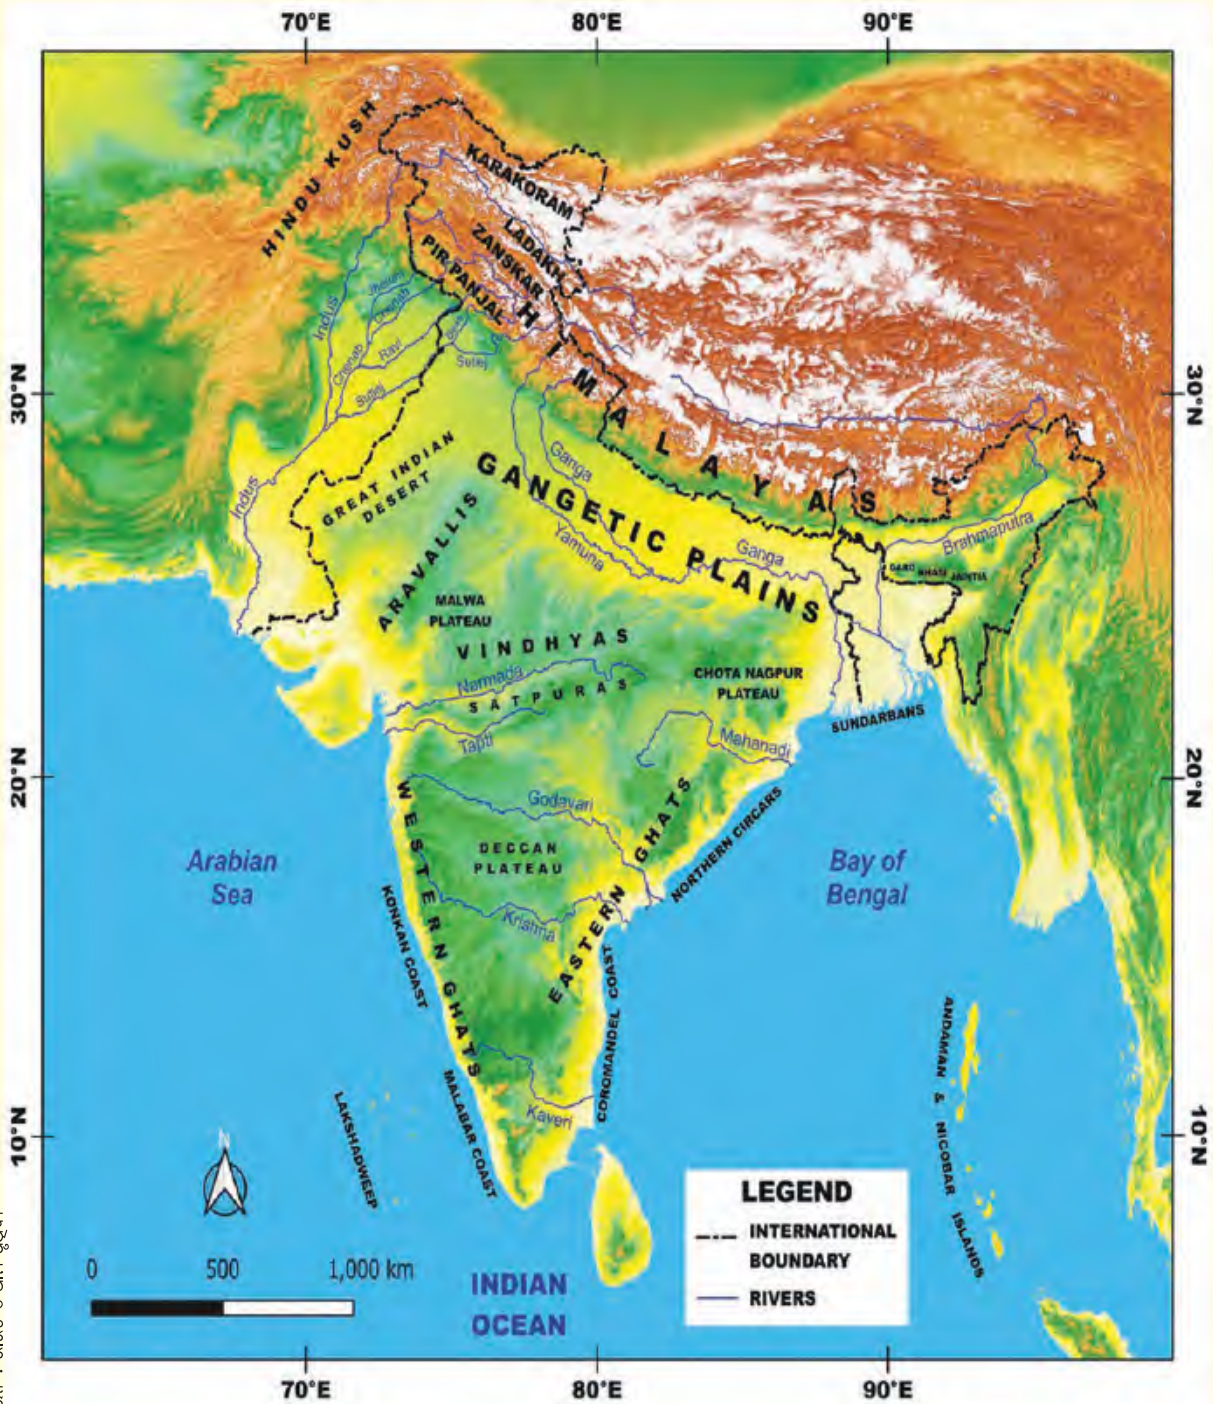 70°E 80°E 90°E
HINDU KUSH
KARAKORAM
LADAKH
ZANSKAR
PIR PANJAL
HIMALAYAS
Indus
Jhelum
Chenab
Chenab
Ravi
Beas
Sutlej
Sutlej
30°N
30°N
Indus
GREAT INDIAN
DESERT
GANGETIC PLAINS
Ganga
Yamuna
Ganga
Brahmaputra
GARO KHASI JAINTIA
ARAVALLIS
MALWA
PLATEAU
VINDHYAS
Narmada
SATPURAS
Tapti
CHOTA NAGPUR
PLATEAU
SUNDARBANS
Mahanadi
20°N
20°N
WESTERN GHATS
Godavari
DECCAN
PLATEAU
EASTERN GHATS
NORTHERN CIRCARS
Arabian
Sea
Bay of
Bengal
KONKAN COAST
Krishna
COROMANDEL COAST
ANDAMAN & NICOBAR ISLANDS
MALABAR COAST
Kaveri
LAKSHADWEEP
10°N
10°N
N
0 500 1,000 km
INDIAN
OCEAN
LEGEND
INTERNATIONAL
BOUNDARY
RIVERS
70°E 80°E 90°E